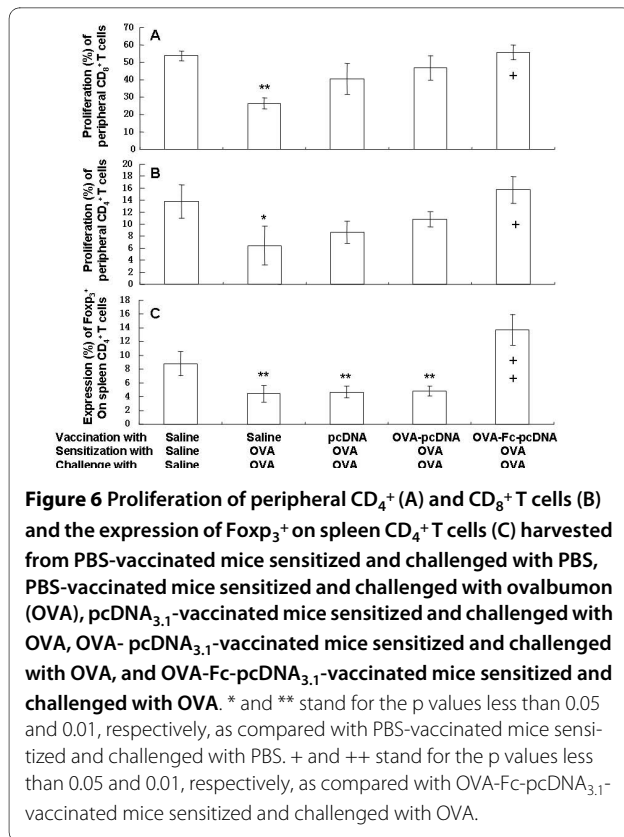 A
Proliferation (%) of
peripheral CD8+ T cells
70
60
50
40
30
20
10
0
**
+
B
Proliferation (%) of
peripheral CD4+ T cells
20
18
16
14
12
10
8
6
4
2
0
*
+
C
Expression (%) of Foxp3+
On spleen CD4+ T cells
18
16
14
12
10
8
6
4
2
0
**
**
**
+
+
Vaccination with Saline Saline pcDNA OVA-pcDNA OVA-Fc-pcDNA
Sensitization with Saline OVA OVA OVA OVA
Challenge with Saline OVA OVA OVA OVA
Figure 6 Proliferation of peripheral CD4+ (A) and CD8+ T cells (B)
and the expression of Foxp3+ on spleen CD4+ T cells (C) harvested
from PBS-vaccinated mice sensitized and challenged with PBS,
PBS-vaccinated mice sensitized and challenged with ovalbumon
(OVA), pcDNA3.1-vaccinated mice sensitized and challenged with
OVA, OVA- pcDNA3.1-vaccinated mice sensitized and challenged
with OVA, and OVA-Fc-pcDNA3.1-vaccinated mice sensitized and
challenged with OVA. * and ** stand for the p values less than 0.05
and 0.01, respectively, as compared with PBS-vaccinated mice sensi-
tized and challenged with PBS. + and ++ stand for the p values less
than 0.05 and 0.01, respectively, as compared with OVA-Fc-pcDNA3.1-
vaccinated mice sensitized and challenged with OVA.